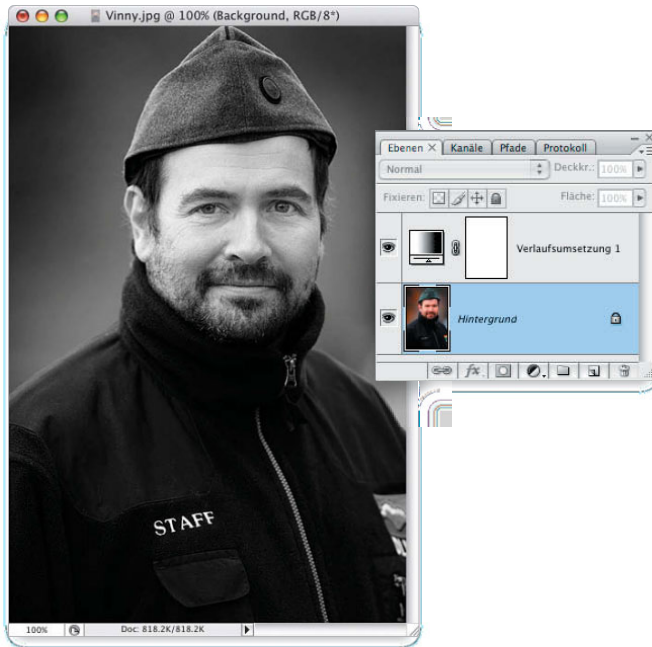 Vinny.jpg @ 100% (Background, RGB/8*)
Ebenen × Kanäle Pfade Protokoll
Normal Deckkr.: 100%
Fixieren: Fläche: 100%
Verlaufsumsetzung 1
Hintergrund
fx.
STAFF
100% Doc: 818.2K/818.2K